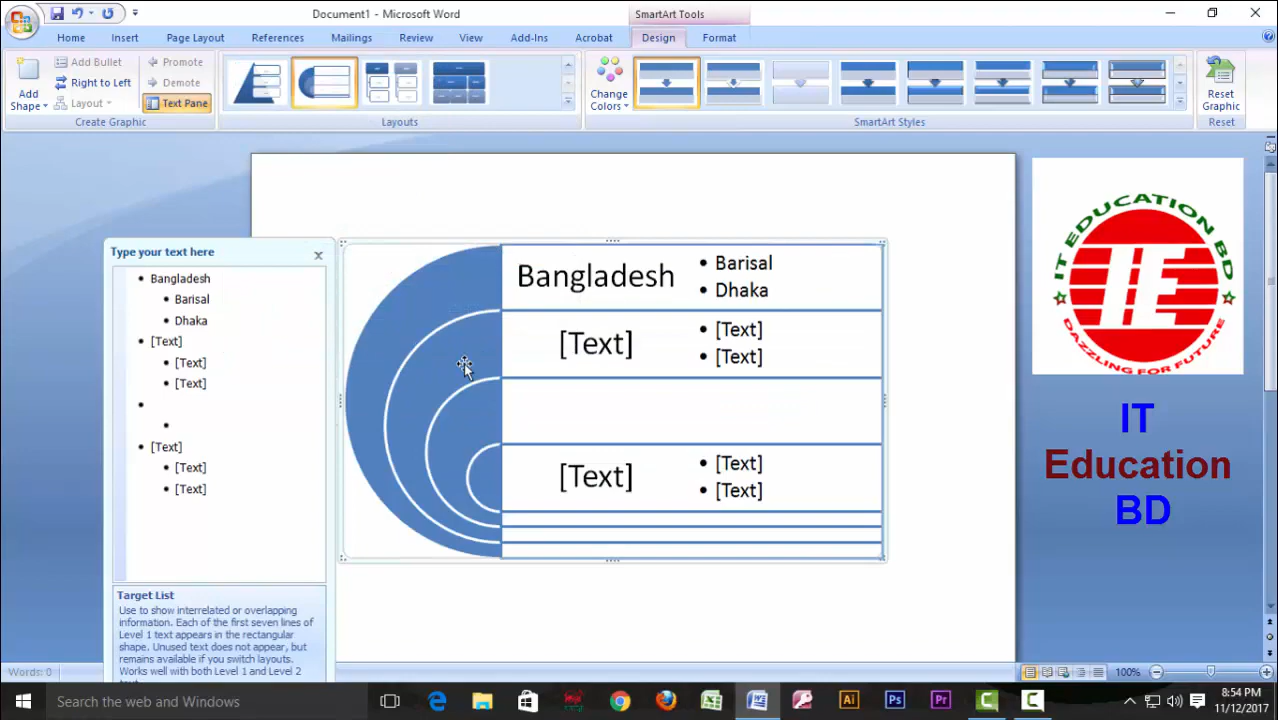 Document1 - Microsoft Word
SmartArt Tools
Home
Insert
Page Layout
References
Mailings
Review
View
Add-Ins
Acrobat
Design
Format
Add Shape
Add Bullet
Right to Left
Layout
Promote
Demote
Text Pane
Create Graphic
Layouts
Change Colors
SmartArt Styles
Reset Graphic
Reset
Type your text here
Bangladesh
Barisal
Dhaka
[Text]
[Text]
[Text]
[Text]
[Text]
[Text]
Target List
Use to show interrelated or overlapping
information. Each of the first seven lines of
Level 1 text appears in the rectangular
shape. Unused text does not appear, but
remains available if you switch layouts.
Works well with both Level 1 and Level 2
Bangladesh
• Barisal
• Dhaka
[Text]
• [Text]
• [Text]
[Text]
• [Text]
• [Text]
IT EDUCATION BD
IE
DAZZLING FOR FUTURE!
IT
Education
BD
Words: 0
100%
Search the web and Windows
Ai
Ps
Pr
8:54 PM
11/12/2017